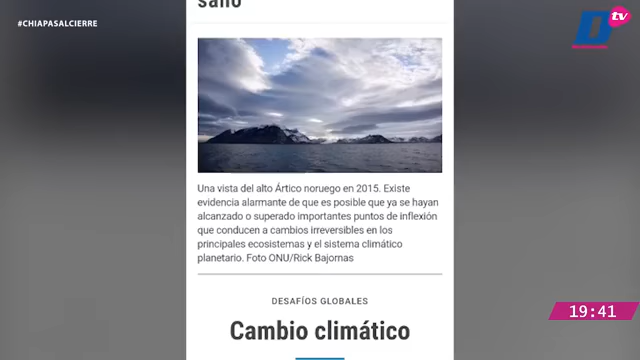 #CHIAPASALCIERRE
sano
D tv
Una vista del alto Ártico noruego en 2015. Existe
evidencia alarmante de que es posible que ya se hayan
alcanzado o superado importantes puntos de inflexión
que conducen a cambios irreversibles en los
principales ecosistemas y el sistema climático
planetario. Foto ONU/Rick Bajornas
DESAFÍOS GLOBALES
Cambio climático
19:41